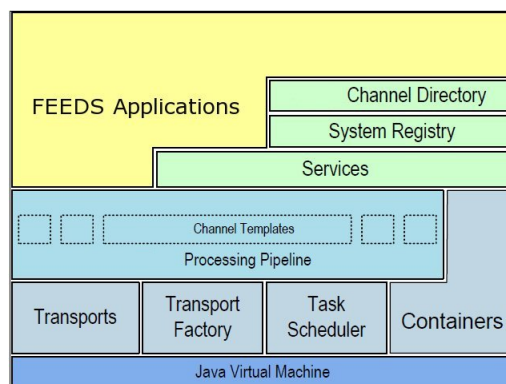 FEEDS Applications
Channel Directory
System Registry
Services
Channel Templates
Processing Pipeline
Transports
Transport
Factory
Task
Scheduler
Containers
Java Virtual Machine